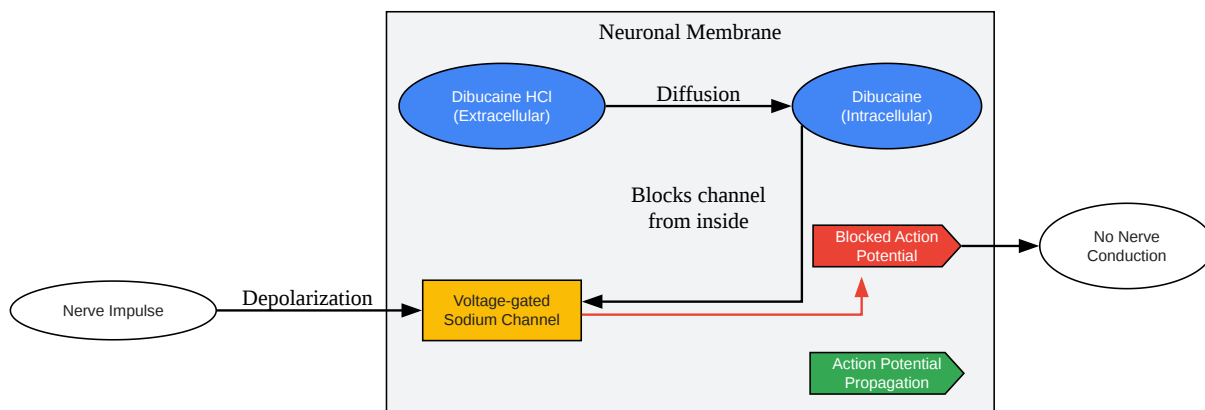 Neuronal Membrane
Dibucaine HCl
(Extracellular)
Diffusion
Dibucaine
(Intracellular)
Blocks channel
from inside
Blocked Action
Potential
No Nerve
Conduction
Nerve Impulse
Depolarization
Voltage-gated
Sodium Channel
Action Potential
Propagation